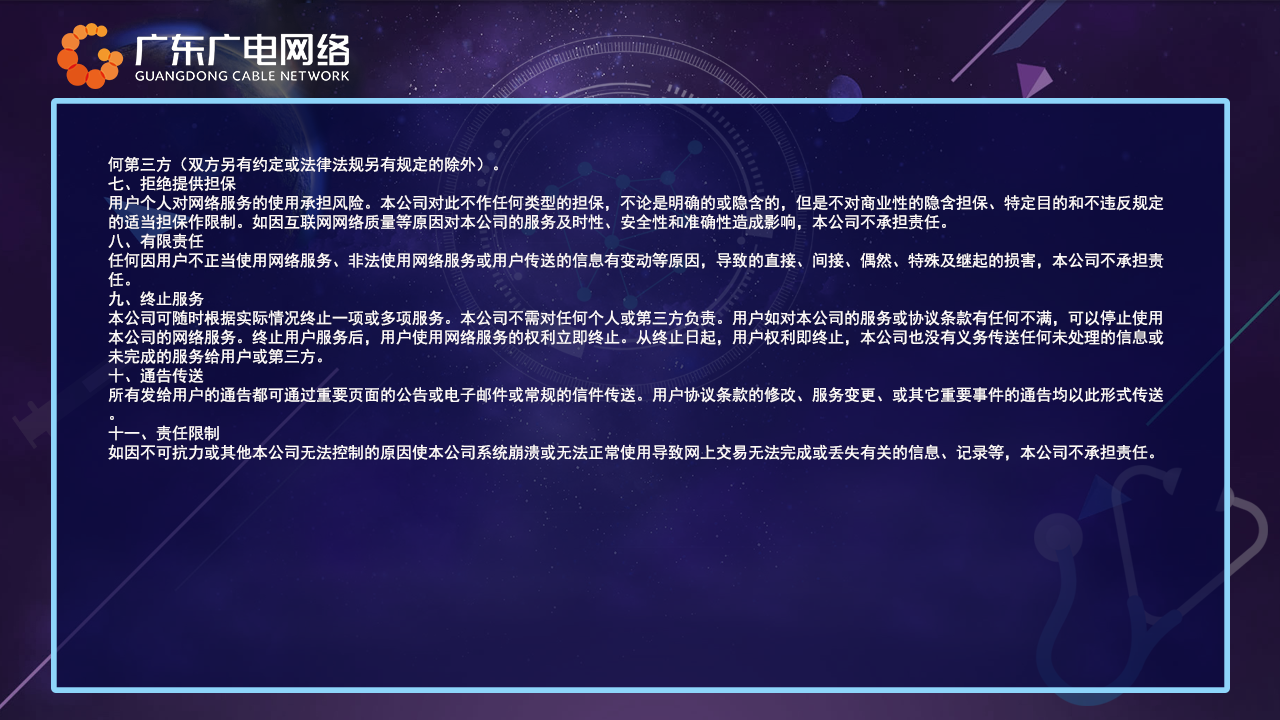 广东广电网络
GUANGDONG CABLE NETWORK
何第三方（双方另有约定或法律法规另有规定的除外）。
七、拒绝提供担保
用户个人对网络服务的使用承担风险。本公司对此不作任何类型的担保，不论是明确的或隐含的，但是不对商业性的隐含担保、特定目的和不违反规定
的适当担保作限制。如因互联网网络质量等原因对本公司的服务及时性、安全性和准确性造成影响，本公司不承担责任。
八、有限责任
任何因用户不正当使用网络服务、非法使用网络服务或用户传送的信息有变动等原因，导致的直接、间接、偶然、特殊及继起的损害，本公司不承担责
任。
九、终止服务
本公司可随时根据实际情况终止一项或多项服务。本公司不需对任何个人或第三方负责。用户如对本公司的服务或协议条款有任何不满，可以停止使用
本公司的网络服务。终止用户服务后，用户使用网络服务的权利立即终止。从终止日起，用户权利即终止，本公司也没有义务传送任何未处理的信息或
未完成的服务给用户或第三方。
十、通告传送
所有发给用户的通告都可通过重要页面的公告或电子邮件或常规的信件传送。用户协议条款的修改、服务变更、或其它重要事件的通告均以此形式传送
。
十一、责任限制
如因不可抗力或其他本公司无法控制的原因使本公司系统崩溃或无法正常使用导致网上交易无法完成或丢失有关的信息、记录等，本公司不承担责任。